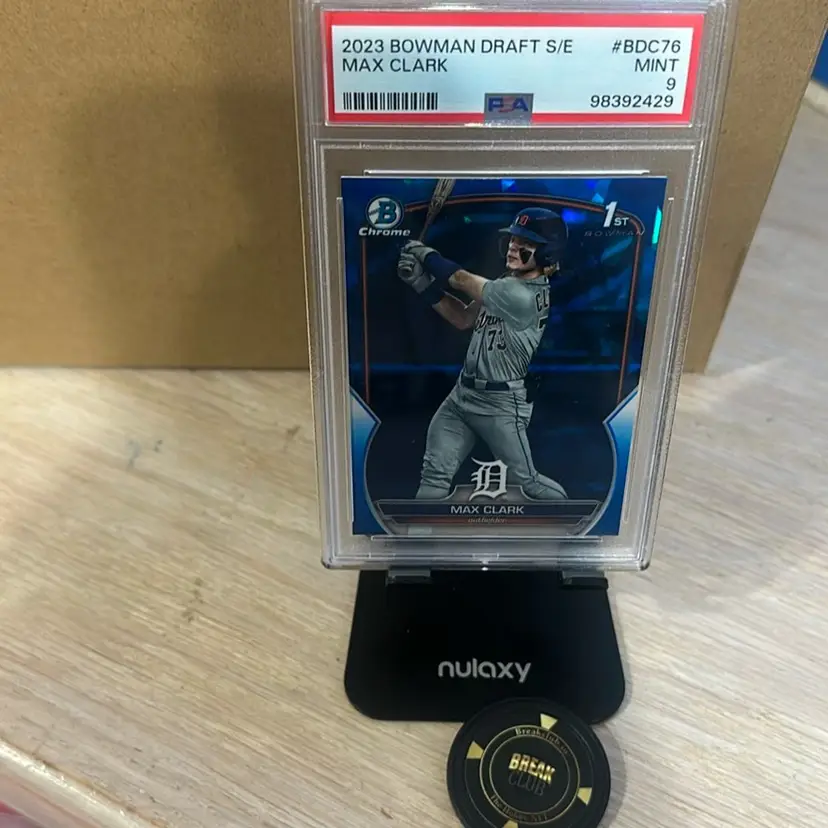 2023 BOWMAN DRAFT S/E #BDC76
MAX CLARK MINT
9
PSA 98392429
B
Chrome
1ST
BOWMAN
73
D
MAX CLARK
outfielder
nulaxy
BREAK
CLUB